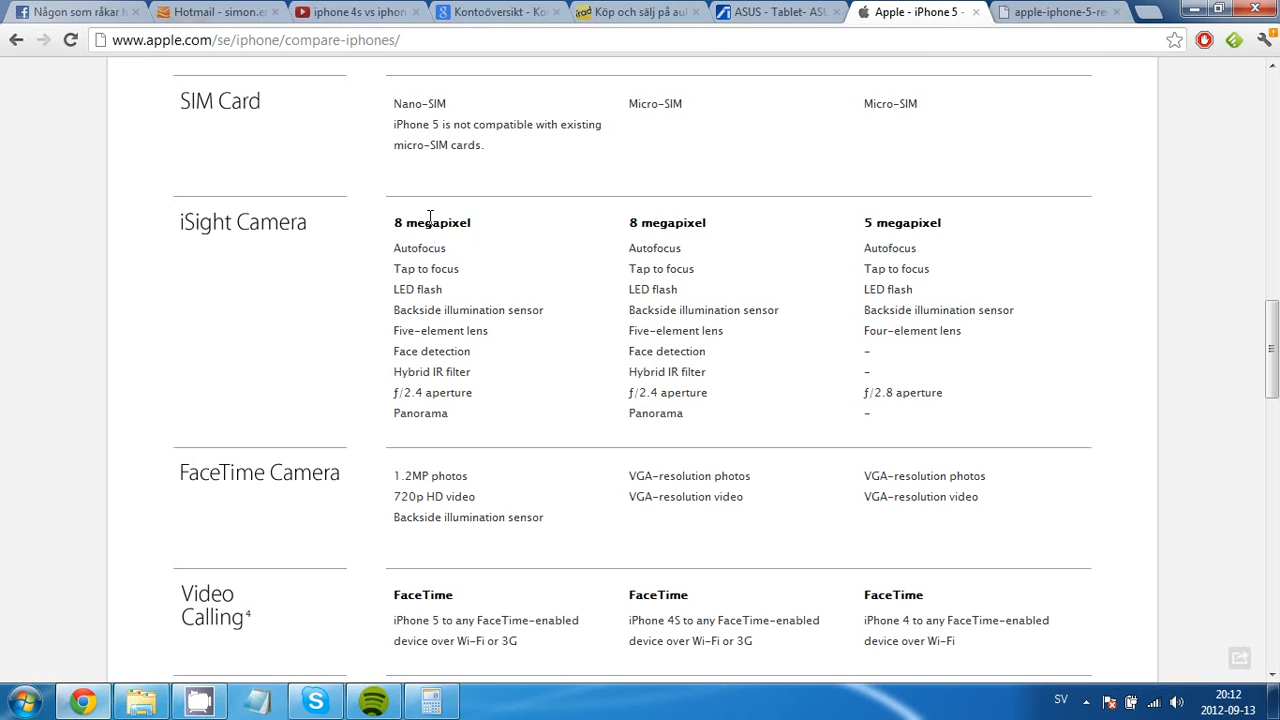 Någon som råkar h
Hotmail - simon.er
iphone 4s vs iphon
Kontoöversikt - Ko
Köp och sälj på au
ASUS - Tablet- ASU
Apple - iPhone 5 -
apple-iphone-5-re
www.apple.com/se/iphone/compare-iphones/
SIM Card
Nano-SIM
iPhone 5 is not compatible with existing
micro-SIM cards.
Micro-SIM
Micro-SIM
iSight Camera
8 megapixel
Autofocus
Tap to focus
LED flash
Backside illumination sensor
Five-element lens
Face detection
Hybrid IR filter
ƒ/2.4 aperture
Panorama
8 megapixel
Autofocus
Tap to focus
LED flash
Backside illumination sensor
Five-element lens
Face detection
Hybrid IR filter
ƒ/2.4 aperture
Panorama
5 megapixel
Autofocus
Tap to focus
LED flash
Backside illumination sensor
Four-element lens
–
–
ƒ/2.8 aperture
–
FaceTime Camera
1.2MP photos
720p HD video
Backside illumination sensor
VGA-resolution photos
VGA-resolution video
VGA-resolution photos
VGA-resolution video
Video
Calling4
FaceTime
iPhone 5 to any FaceTime-enabled
device over Wi-Fi or 3G
FaceTime
iPhone 4S to any FaceTime-enabled
device over Wi-Fi or 3G
FaceTime
iPhone 4 to any FaceTime-enabled
device over Wi-Fi
SV
20:12
2012-09-13